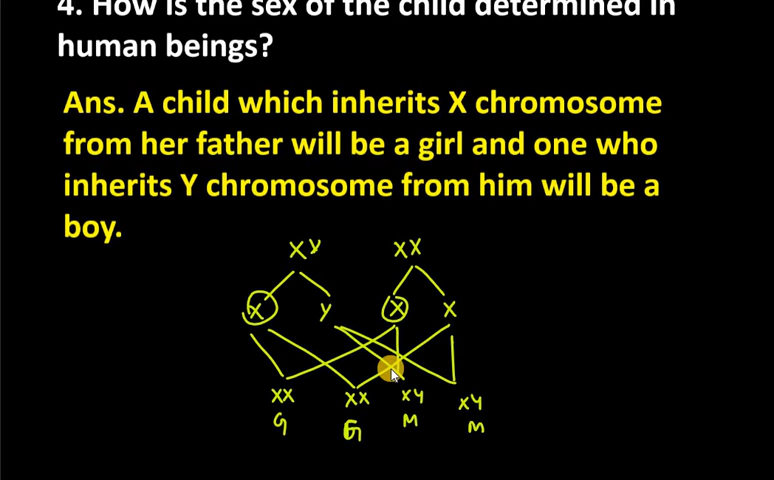 4. How is the sex of the child determined in
human beings?
Ans. A child which inherits X chromosome
from her father will be a girl and one who
inherits Y chromosome from him will be a
boy.
XY XX
X Y X X
XX XX XY XY
G G M M